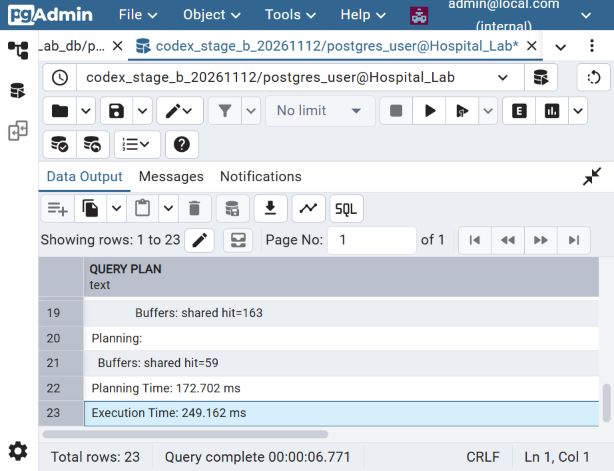 pgAdmin File Object Tools Help admin@local.com
(internal)
_ab_db/p... codex_stage_b_20261112/postgres_user@Hospital_Lab*
codex_stage_b_20261112/postgres_user@Hospital_Lab
No limit E
Data Output Messages Notifications
SQL
Showing rows: 1 to 23 Page No: 1 of 1
QUERY PLAN
text
19 Buffers: shared hit=163
20 Planning:
21 Buffers: shared hit=59
22 Planning Time: 172.702 ms
23 Execution Time: 249.162 ms
Total rows: 23 Query complete 00:00:06.771 CRLF Ln 1, Col 1